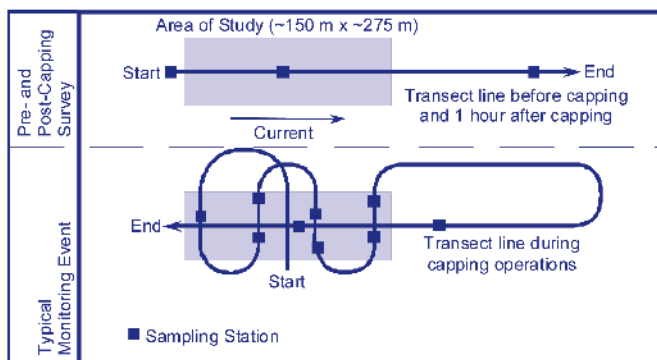 Area of Study (~150 m x ~275 m)
Pre- and
Post-Capping
Survey
Start
End
Transect line before capping
and 1 hour after capping
Current
Typical
Monitoring Event
End
Start
Transect line during
capping operations
Sampling Station